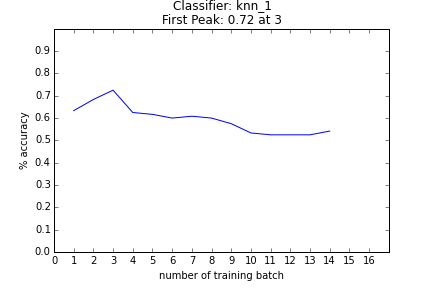 Classifier: knn_1
First Peak: 0.72 at 3
% accuracy
0.9
0.8
0.7
0.6
0.5
0.4
0.3
0.2
0.1
0.0
0 1 2 3 4 5 6 7 8 9 10 11 12 13 14 15 16
number of training batch